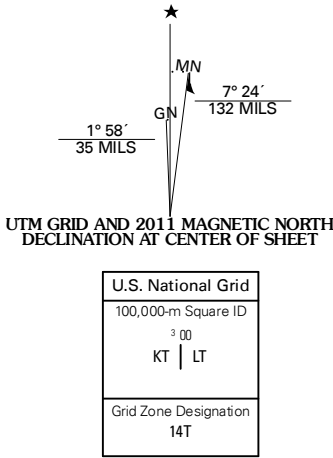 ★
MN
GN
7° 24´
132 MILS
1° 58´
35 MILS
UTM GRID AND 2011 MAGNETIC NORTH
DECLINATION AT CENTER OF SHEET
U.S. National Grid
100,000-m Square ID
3 00
KT | LT
Grid Zone Designation
14T